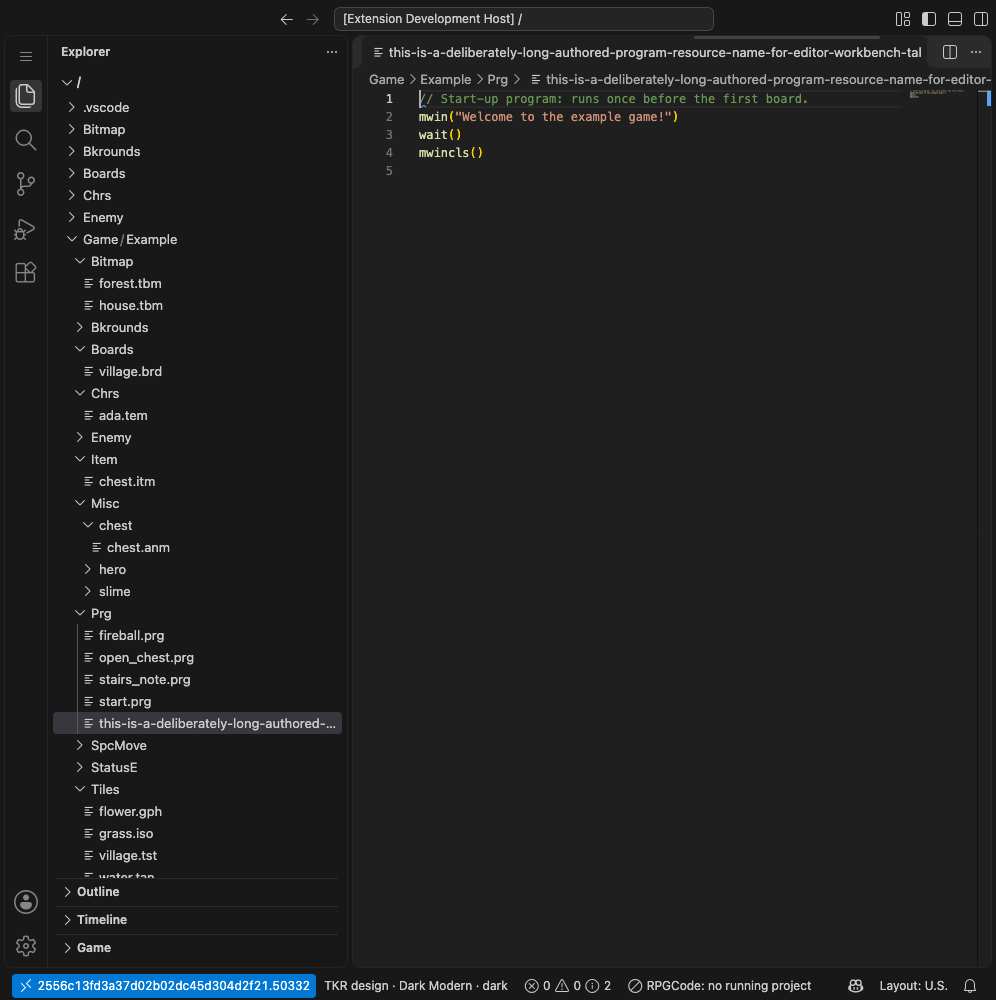 [Extension Development Host] /
Explorer
this-is-a-deliberately-long-authored-program-resource-name-for-editor-workbench-tal
Game > Example > Prg > this-is-a-deliberately-long-authored-program-resource-name-for-editor-
/
.vscode
Bitmap
Bkrounds
Boards
Chrs
Enemy
Game/Example
Bitmap
forest.tbm
house.tbm
Bkrounds
Boards
village.brd
Chrs
ada.tem
Enemy
Item
chest.itm
Misc
chest
chest.anm
hero
slime
Prg
fireball.prg
open_chest.prg
stairs_note.prg
start.prg
this-is-a-deliberately-long-authored-...
SpcMove
StatusE
Tiles
flower.gph
grass.iso
village.tst
water.tan
Outline
Timeline
Game
1 // Start-up program: runs once before the first board.
2 mwin("Welcome to the example game!")
3 wait()
4 mwincls()
5
2556c13fd3a37d02b02dc45d304d2f21.50332 TKR design · Dark Modern · dark 0 0 2 RPGCode: no running project Layout: U.S.